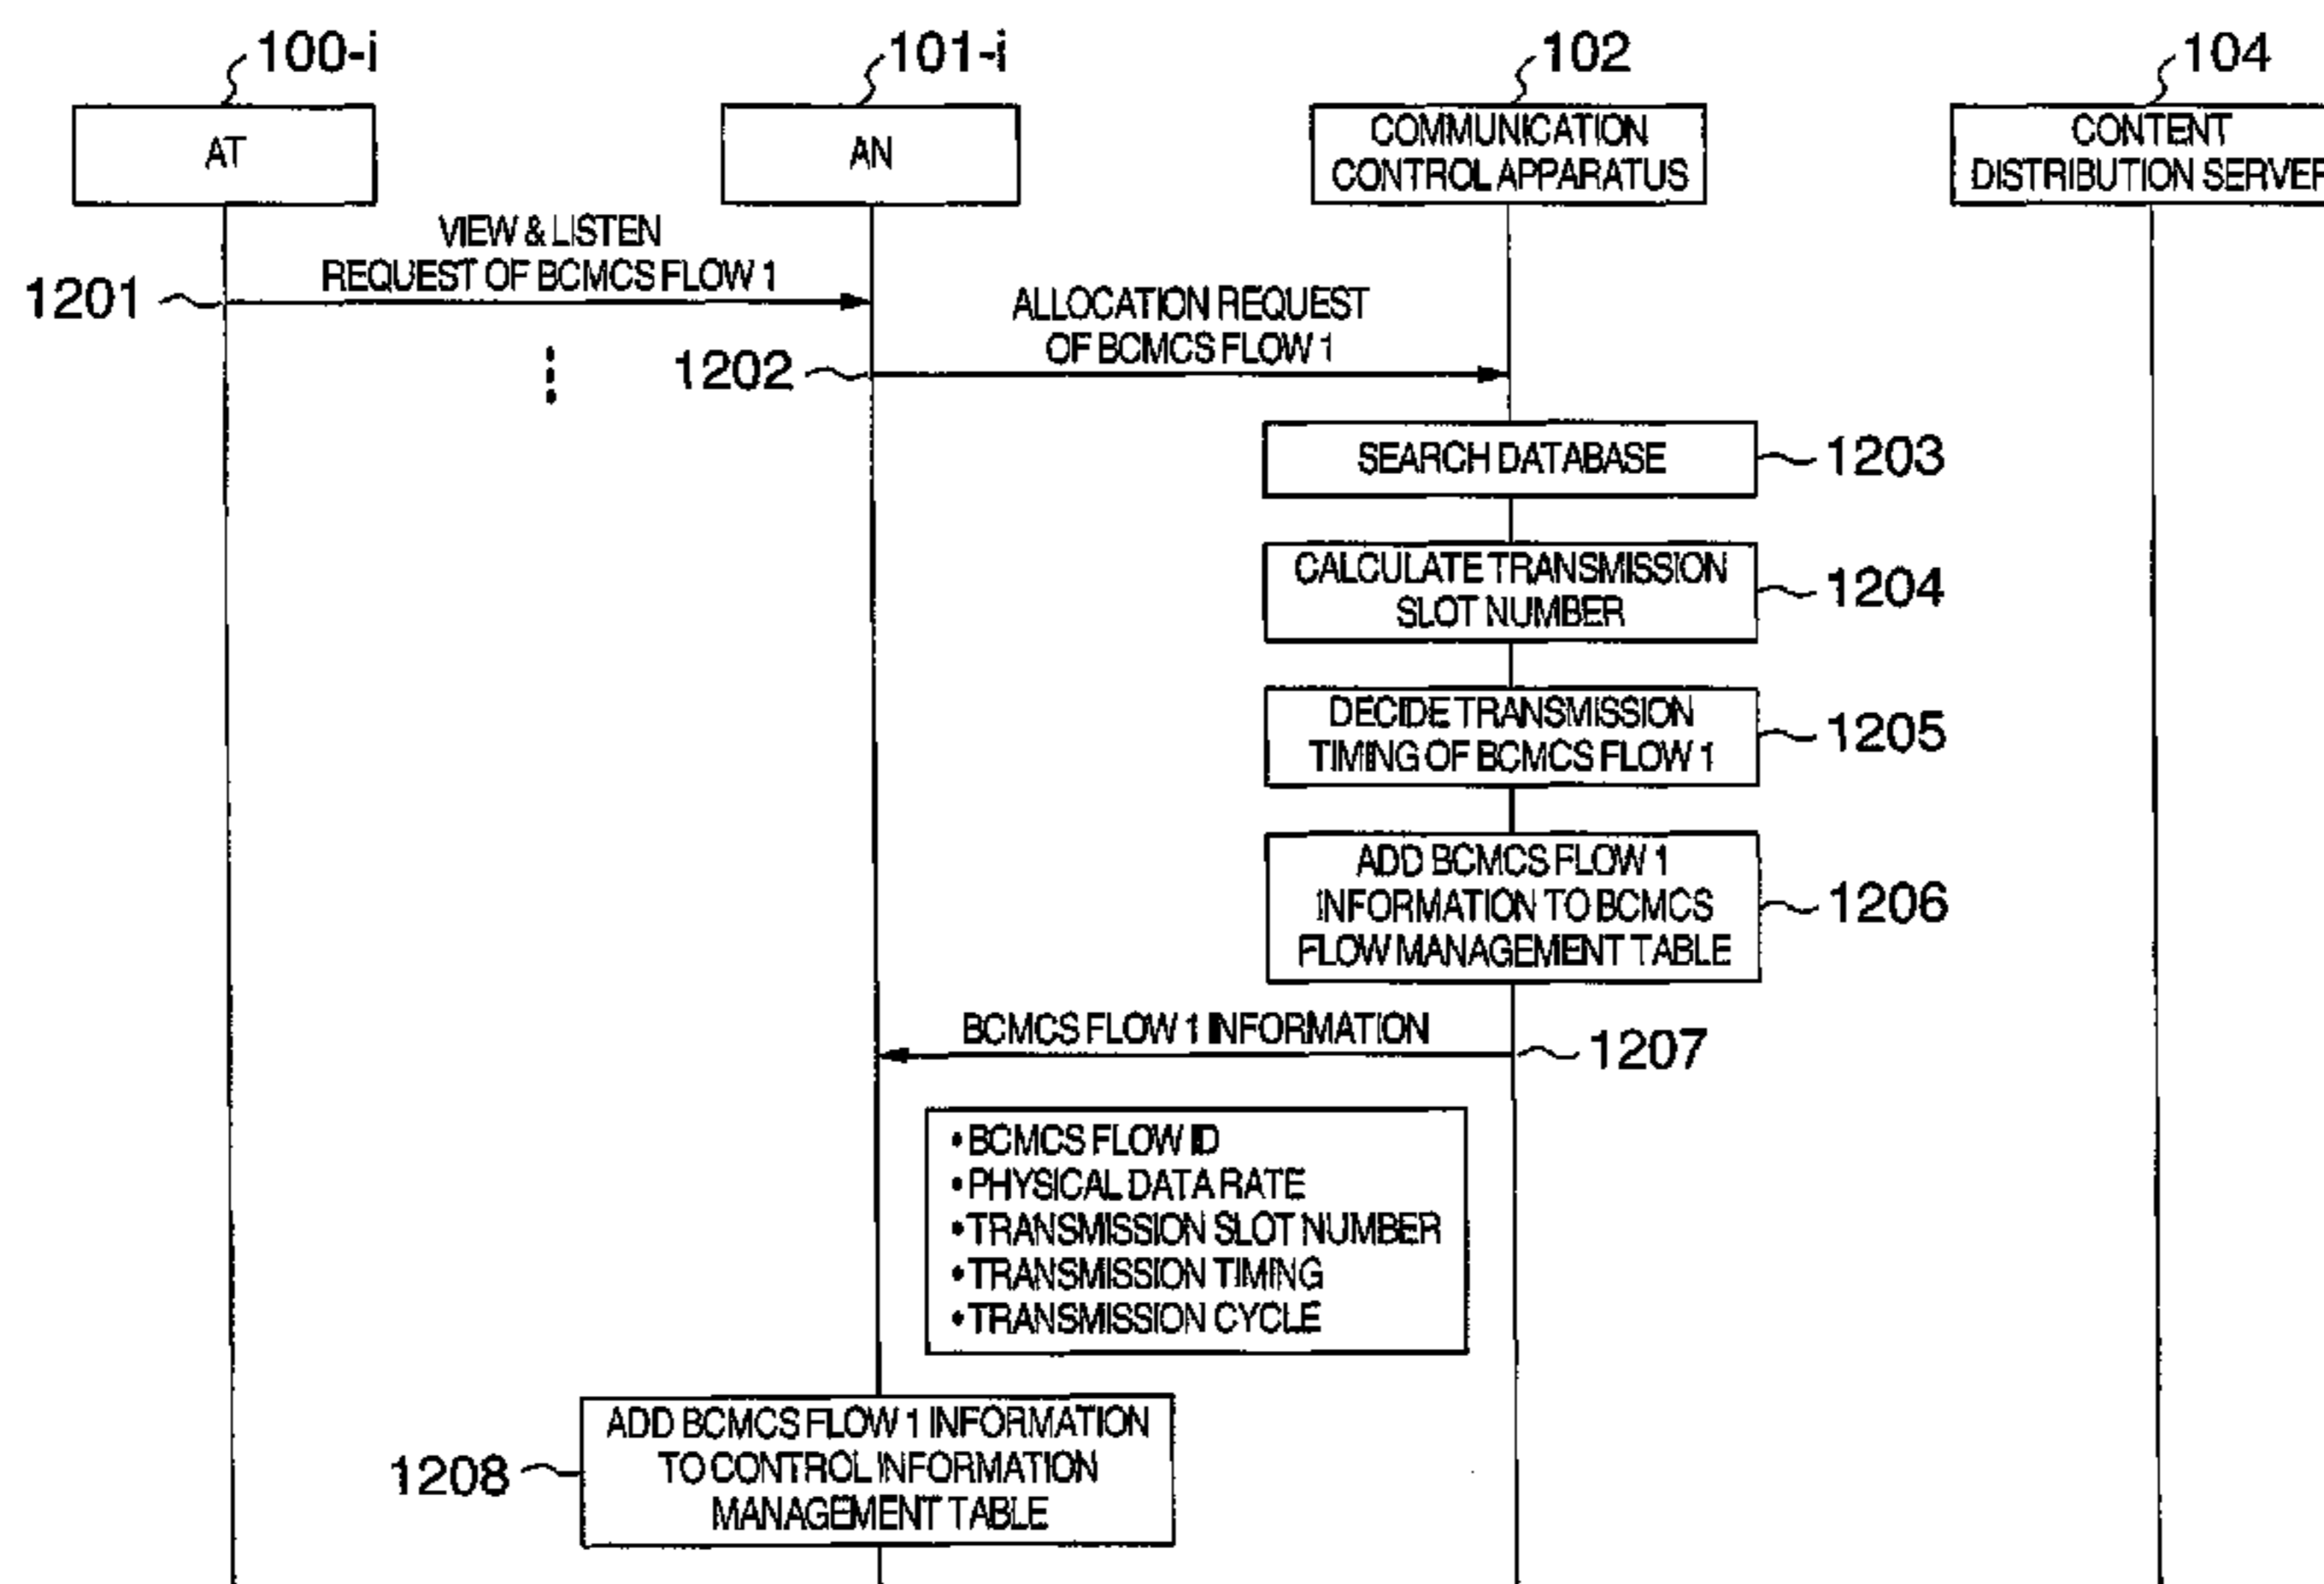 100-i
101-i
102
104
AT
AN
COMMUNICATION
CONTROL APPARATUS
CONTENT
DISTRIBUTION SERVER
VIEW & LISTEN
REQUEST OF BCMCS FLOW 1
1201
ALLOCATION REQUEST
OF BCMCS FLOW 1
1202
SEARCH DATABASE
1203
CALCULATE TRANSMISSION
SLOT NUMBER
1204
DECIDE TRANSMISSION
TIMING OF BCMCS FLOW 1
1205
ADD BCMCS FLOW 1
INFORMATION TO BCMCS
FLOW MANAGEMENT TABLE
1206
BCMCS FLOW 1 INFORMATION
1207
• BCMCS FLOW ID
• PHYSICAL DATA RATE
• TRANSMISSION SLOT NUMBER
• TRANSMISSION TIMING
• TRANSMISSION CYCLE
ADD BCMCS FLOW 1 INFORMATION
TO CONTROL INFORMATION
MANAGEMENT TABLE
1208